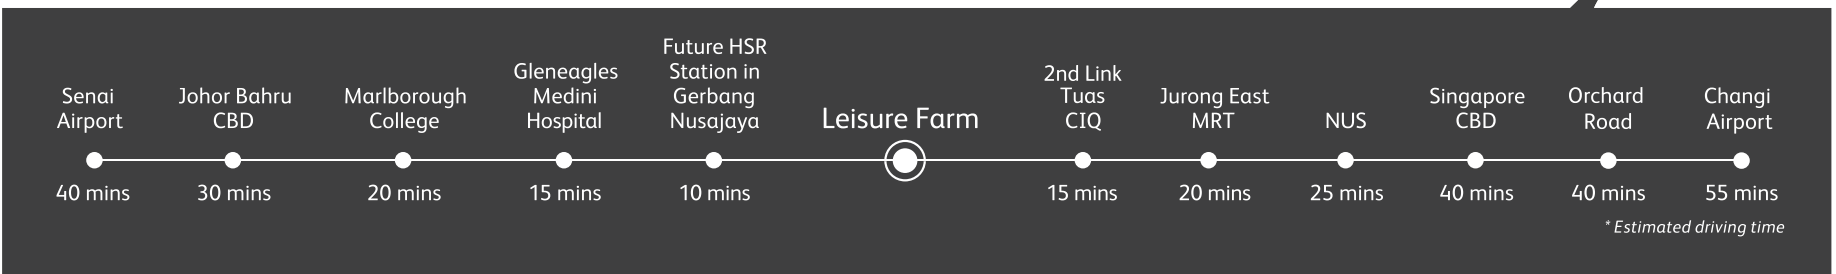 Senai
Airport
40 mins
Johor Bahru
CBD
30 mins
Marlborough
College
20 mins
Gleneagles
Medini
Hospital
15 mins
Future HSR
Station in
Gerbang
Nusajaya
10 mins
Leisure Farm
2nd Link
Tuas
CIQ
15 mins
Jurong East
MRT
20 mins
NUS
25 mins
Singapore
CBD
40 mins
Orchard
Road
40 mins
Changi
Airport
55 mins
* Estimated driving time